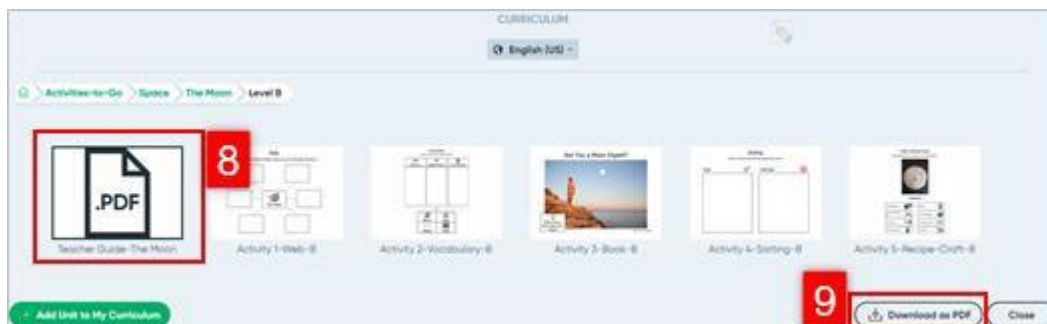 CURRICULUM
English (US)
Activities-to-Go Space The Moon Level B
8
.PDF
Are You a Moon Expert?
Sorting
Teacher Guide-The Moon Activity 1-Web-B Activity 2-Vocabulary-B Activity 3-Book-B Activity 4-Sorting-B Activity 5-Recipe-Craft-B
9
+ Add Unit to My Curriculum Download as PDF Close